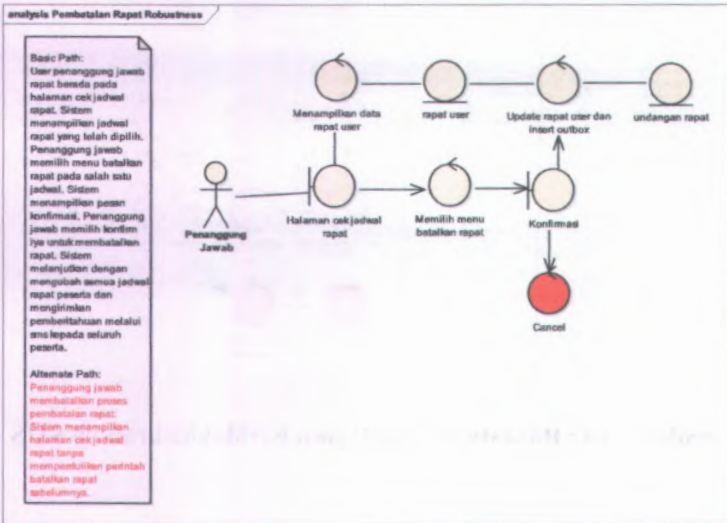 analysis Pembatalan Rapat Robustness
Basic Path:
User penanggung jawab
rapat berada pada
halaman cek jadwal
rapat. Sistem
menampilkan jadwal
rapat yang telah dipilih.
Penanggung jawab
memilih menu batalkan
rapat pada salah satu
jadwal. Sistem
menampilkan pesan
konfirmasi. Penanggung
jawab memilih konfirm
iya untuk membatalkan
rapat. Sistem
melanjutkan dengan
mengubah semua jadwal
rapat peserta dan
mengirimkan
pemberitahuan melalui
sms kepada seluruh
peserta.
Alternate Path:
Penanggung jawab
membatalkan proses
pembatalan rapat:
Sistem menampilkan
halaman cek jadwal
rapat tanpa
mempedulikan perintah
batalkan rapat
sebelumnya.
Menampilkan data
rapat user
rapat user
Update rapat user dan
insert outbox
undangan rapat
Penanggung
Jawab
Halaman cek jadwal
rapat
Memilih menu
batalkan rapat
Konfirmasi
Cancel